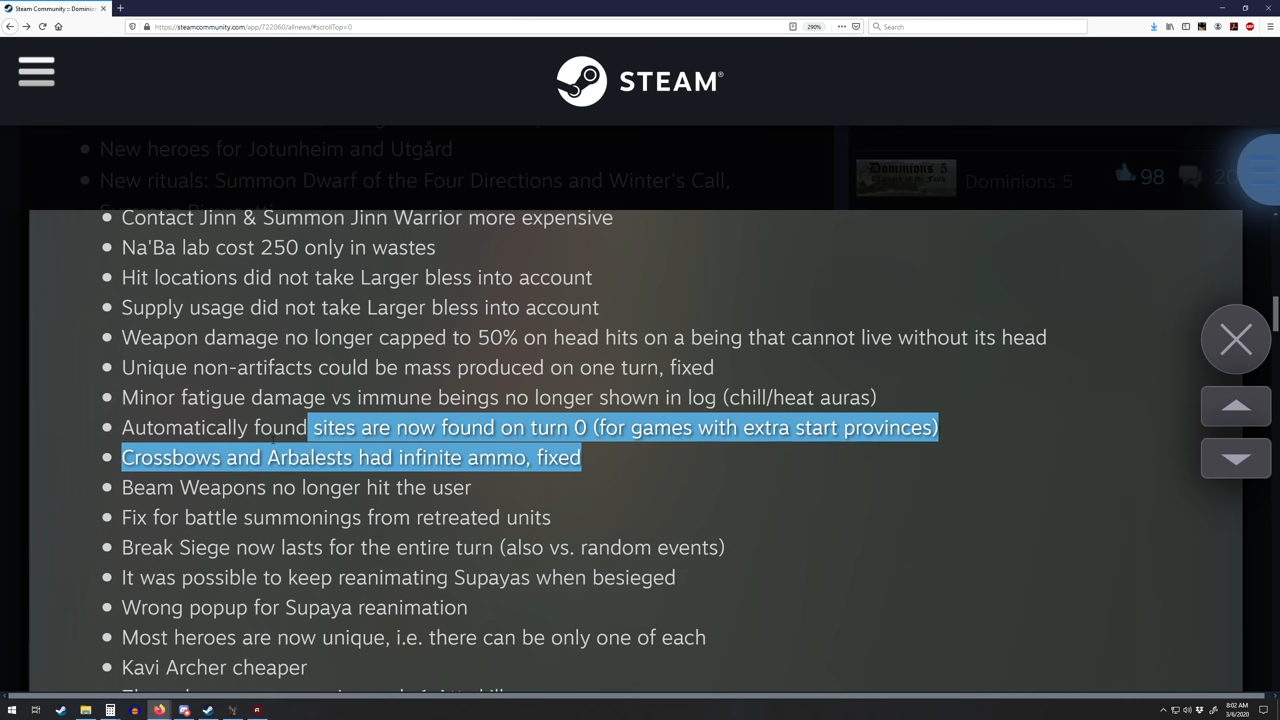 Steam Community :: Dominio
https://steamcommunity.com/app/722060/allnews/#scrollTop=0
290%
Search
STEAM®
New heroes for Jotunheim and Utgård
New rituals: Summon Dwarf of the Four Directions and Winter's Call,
Dominions 5
Dominions 5
98
Contact Jinn & Summon Jinn Warrior more expensive
Na'Ba lab cost 250 only in wastes
Hit locations did not take Larger bless into account
Supply usage did not take Larger bless into account
Weapon damage no longer capped to 50% on head hits on a being that cannot live without its head
Unique non-artifacts could be mass produced on one turn, fixed
Minor fatigue damage vs immune beings no longer shown in log (chill/heat auras)
Automatically found sites are now found on turn 0 (for games with extra start provinces)
Crossbows and Arbalests had infinite ammo, fixed
Beam Weapons no longer hit the user
Fix for battle summonings from retreated units
Break Siege now lasts for the entire turn (also vs. random events)
It was possible to keep reanimating Supayas when besieged
Wrong popup for Supaya reanimation
Most heroes are now unique, i.e. there can be only one of each
Kavi Archer cheaper
8:02 AM
3/6/2020